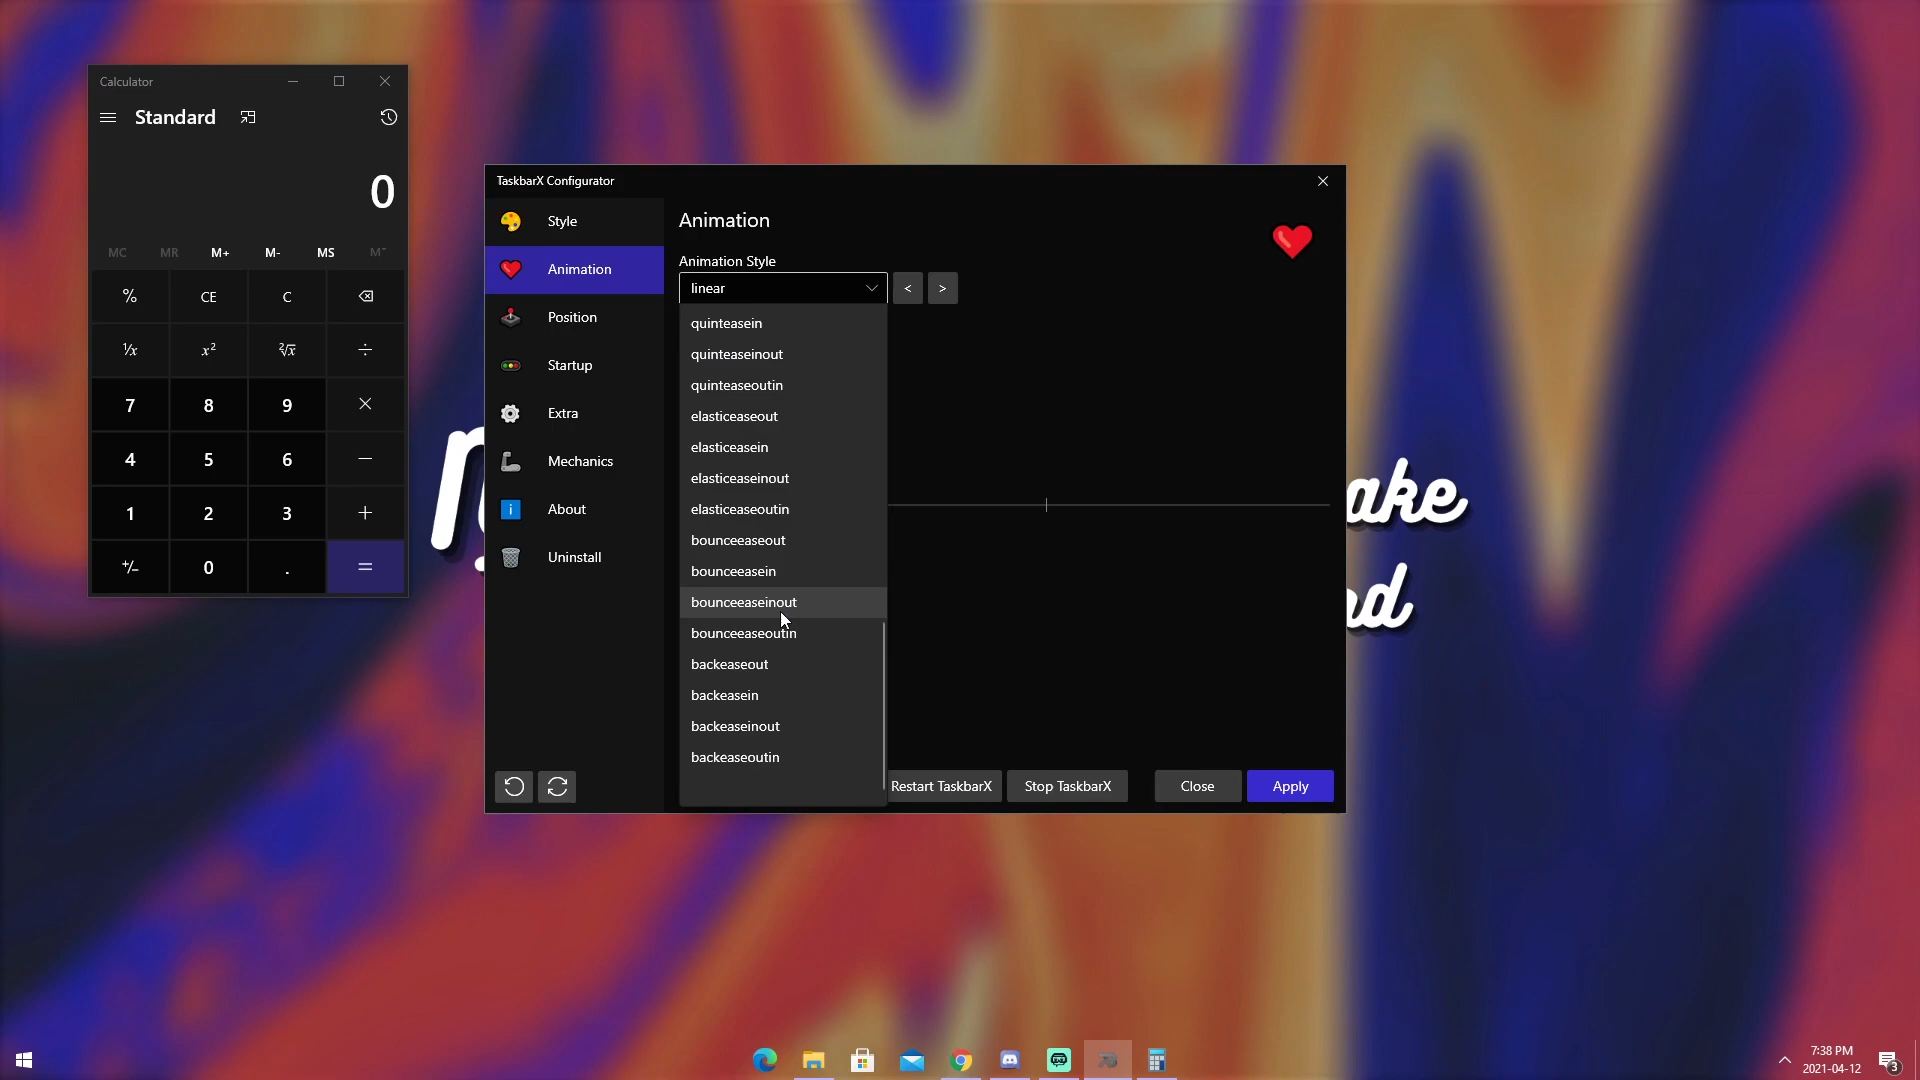 Calculator
Standard
0
MC MR M+ M- MS M˅
% CE C
¹/x x² ²√x ÷
7 8 9 ×
4 5 6 −
1 2 3 +
+/− 0 . =
TaskbarX Configurator
Style
Animation
Position
Startup
Extra
Mechanics
About
Uninstall
Animation
Animation Style
linear
< >
quinteasein
quinteaseinout
quinteaseoutin
elasticeaseout
elasticeasein
elasticeaseinout
elasticeaseoutin
bounceeaseout
bounceeasein
bounceeaseinout
bounceeaseoutin
backeaseout
backeasein
backeaseinout
backeaseoutin
Restart TaskbarX Stop TaskbarX Close Apply
ake
7:38 PM
2021-04-12
3